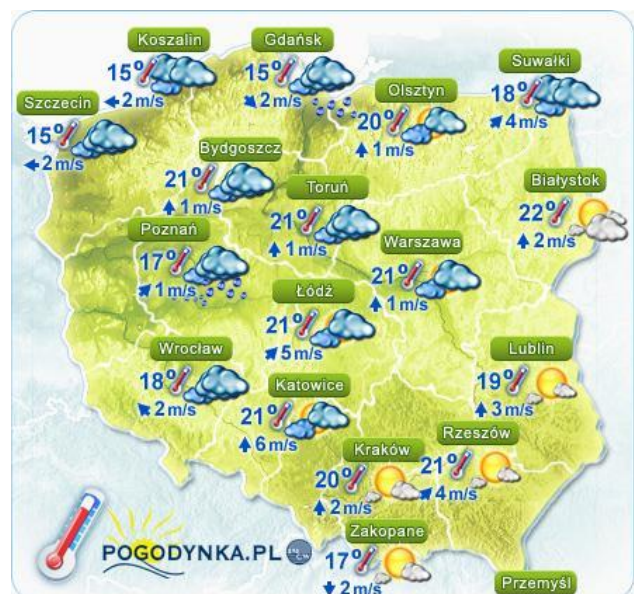 Koszalin
15°
2 m/s
Gdańsk
15°
2 m/s
Suwałki
18°
4 m/s
Szczecin
15°
2 m/s
Olsztyn
20°
1 m/s
Bydgoszcz
21°
1 m/s
Toruń
21°
1 m/s
Białystok
22°
2 m/s
Poznań
17°
1 m/s
Warszawa
21°
1 m/s
Łódź
21°
5 m/s
Wrocław
18°
2 m/s
Katowice
21°
6 m/s
Lublin
19°
3 m/s
Kraków
20°
2 m/s
Rzeszów
21°
4 m/s
Zakopane
17°
2 m/s
Przemyśl
POGODYNKA.PL